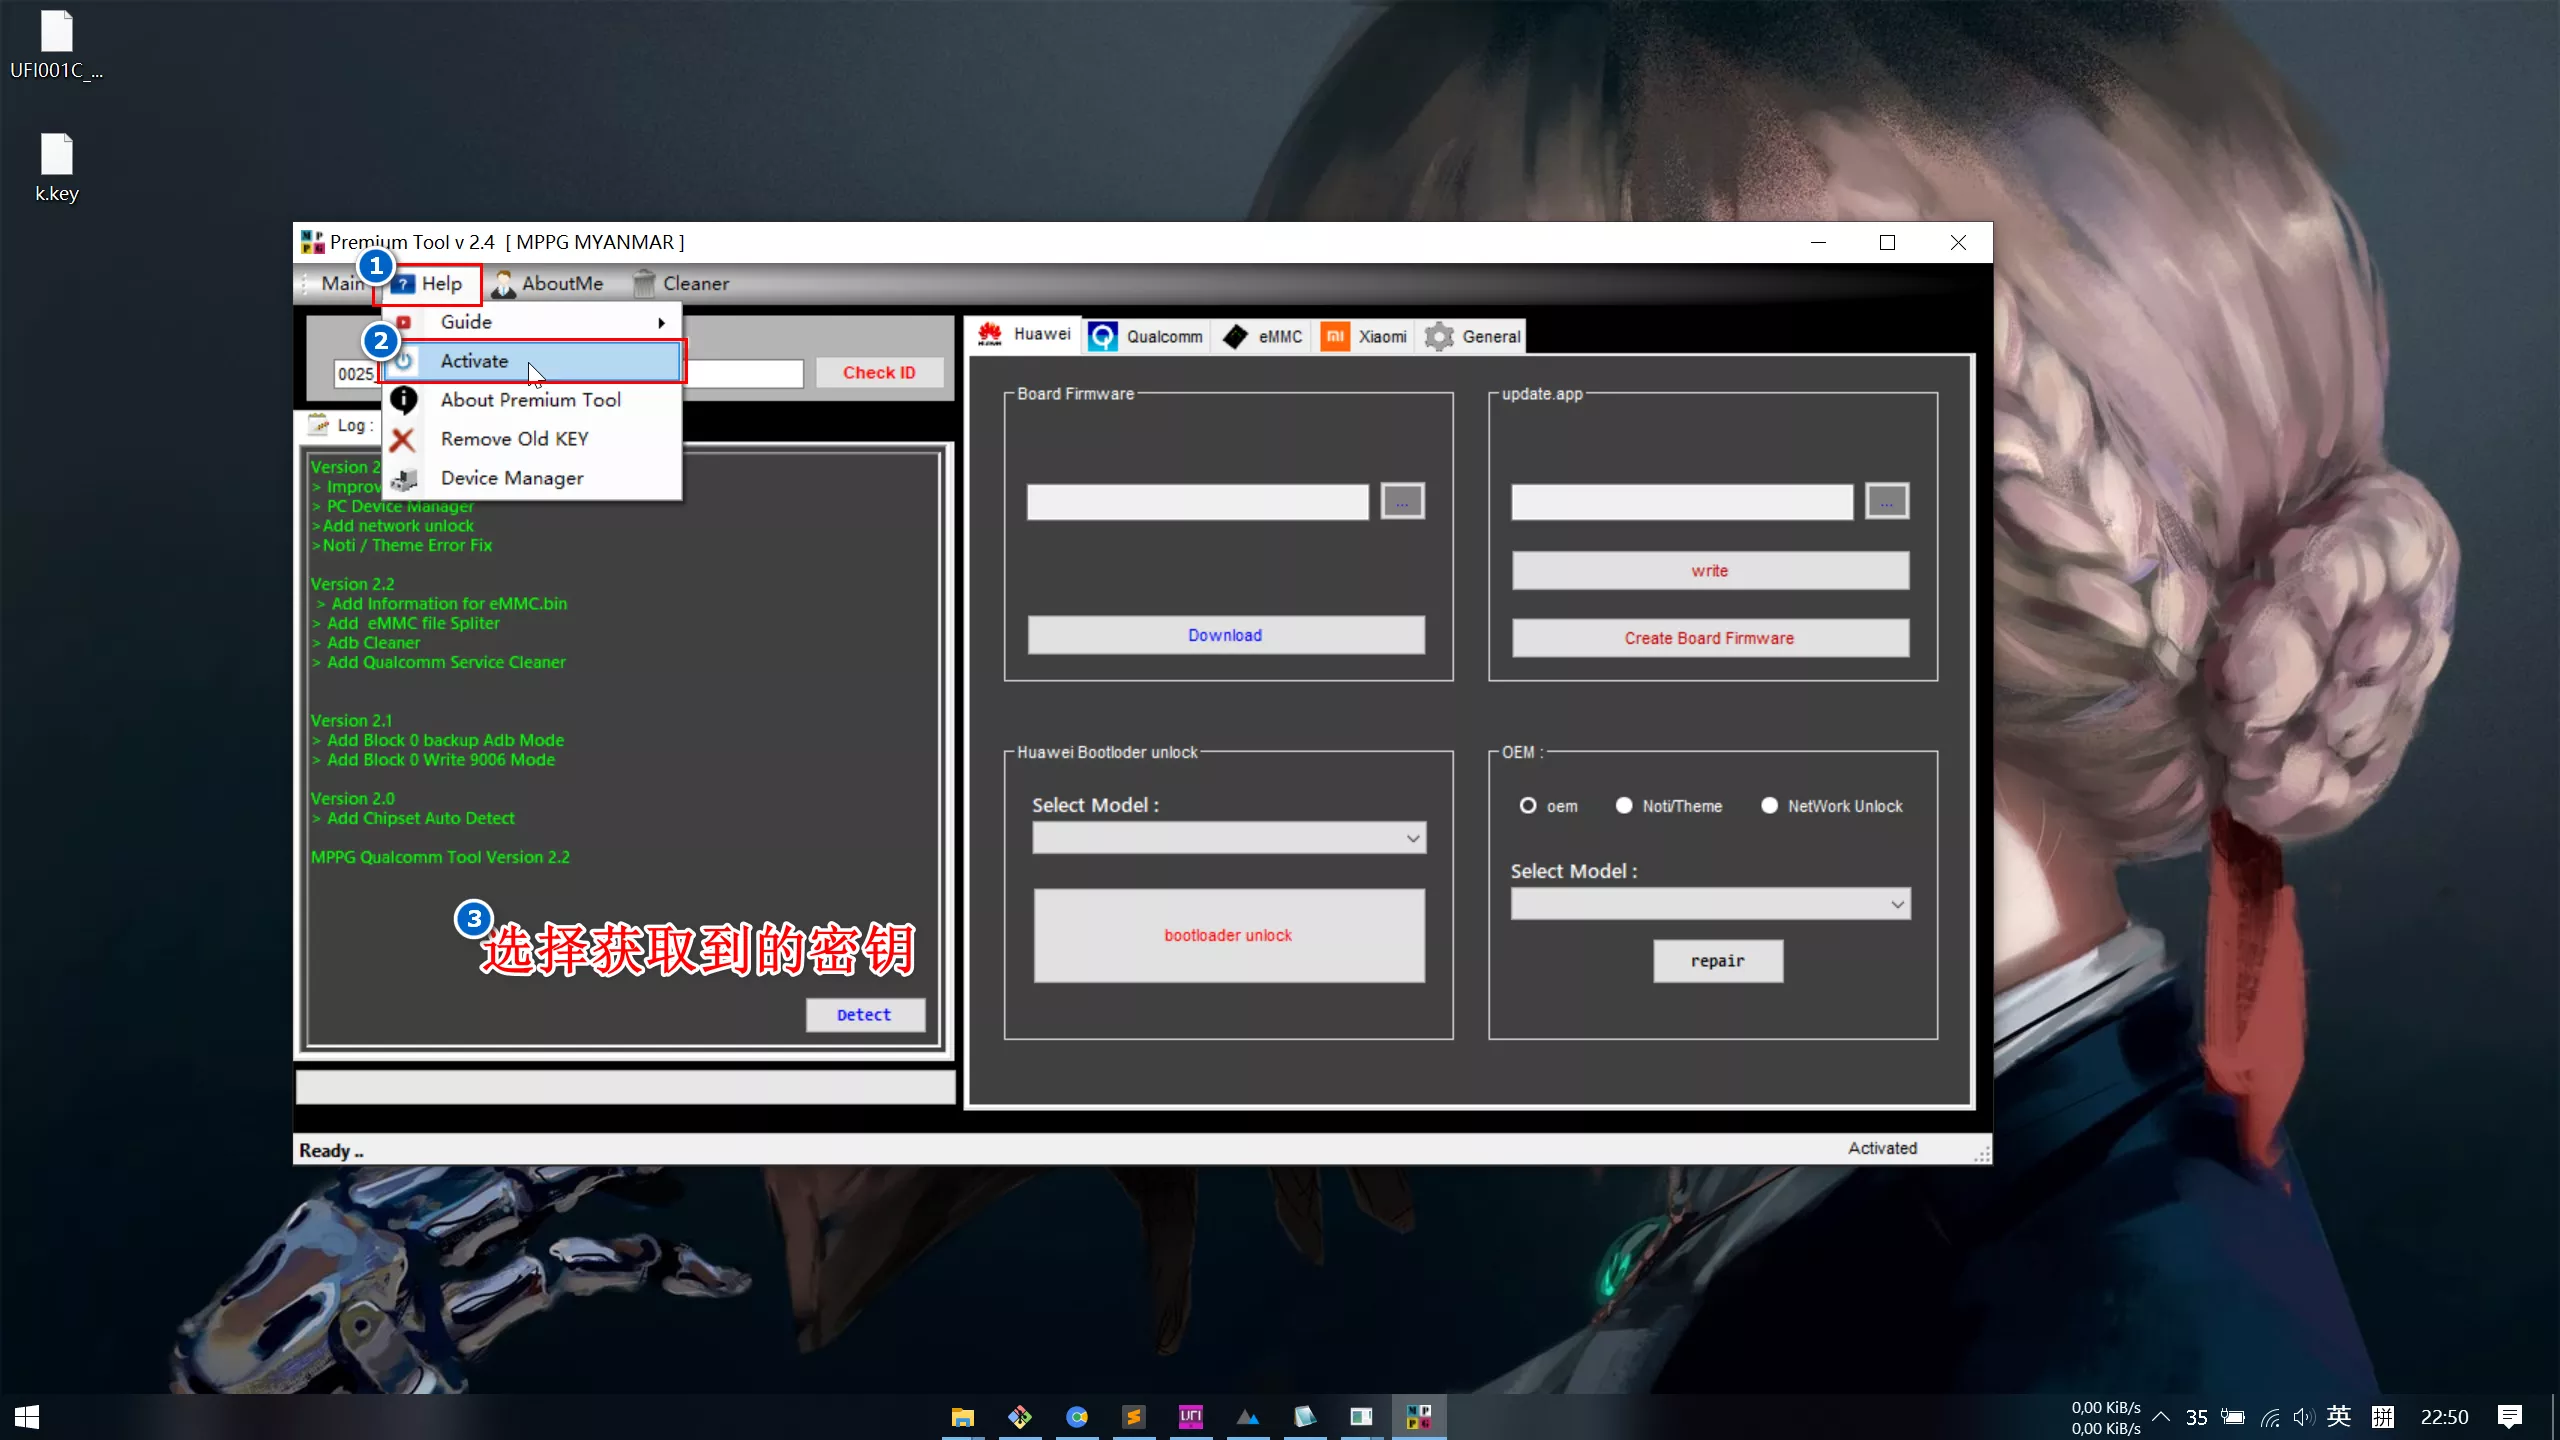 UFI001C_...
k.key
Premium Tool v 2.4 [ MPPG MYANMAR ]
1
Main
Help
AboutMe
Cleaner
Guide
2
Activate
About Premium Tool
Remove Old KEY
Device Manager
0025
Check ID
Log :
Version 2
> Improv
> PC Device Manager
>Add network unlock
>Noti / Theme Error Fix
Version 2.2
> Add Information for eMMC.bin
> Add eMMC file Spliter
> Adb Cleaner
> Add Qualcomm Service Cleaner
Version 2.1
> Add Block 0 backup Adb Mode
> Add Block 0 Write 9006 Mode
Version 2.0
> Add Chipset Auto Detect
MPPG Qualcomm Tool Version 2.2
3
选择获取到的密钥
Detect
Huawei
Qualcomm
eMMC
Xiaomi
General
Board Firmware
...
Download
update.app
...
write
Create Board Firmware
Huawei Bootloder unlock
Select Model :
bootloader unlock
OEM :
oem
Noti/Theme
NetWork Unlock
Select Model :
repair
Ready ..
Activated
0,00 KiB/s
0,00 KiB/s
35
英
拼
22:50